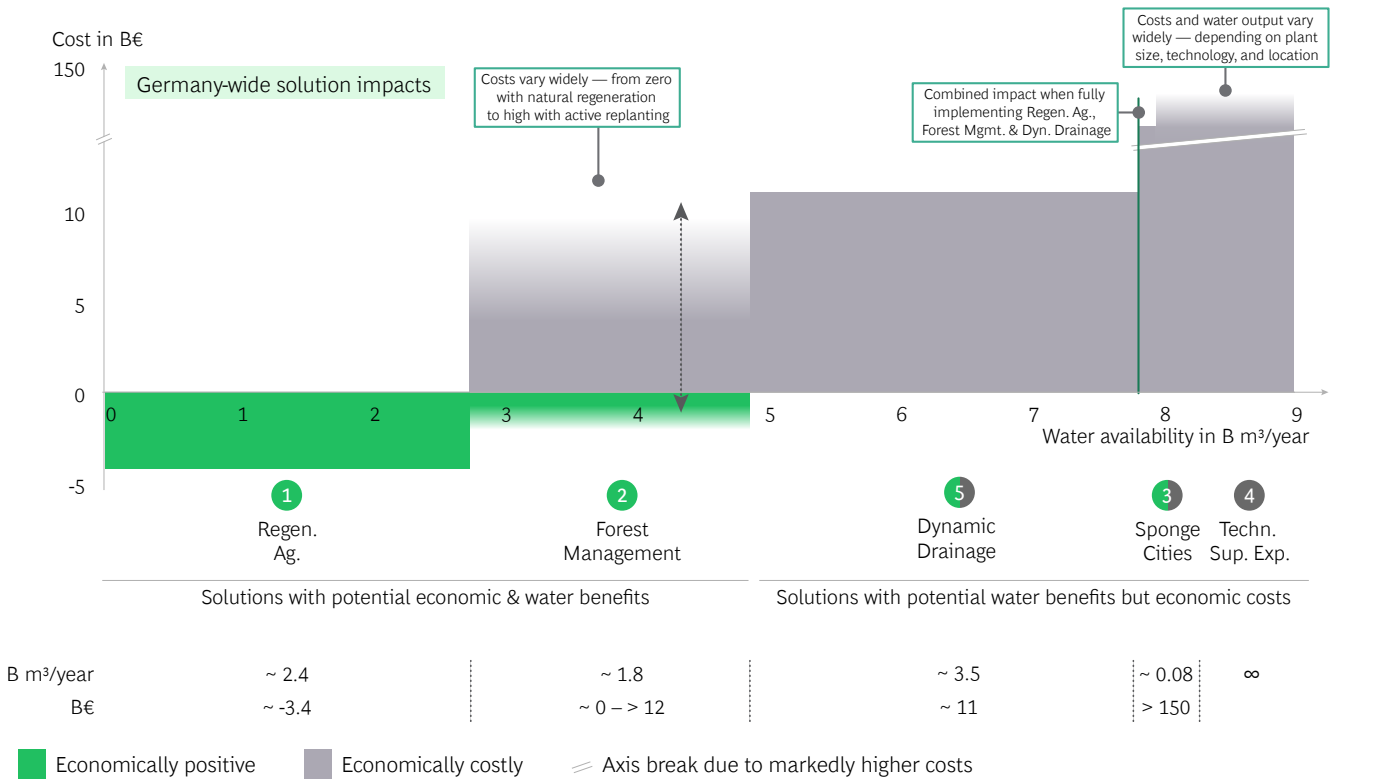 Cost in B€
150
Germany-wide solution impacts
Costs vary widely — from zero
with natural regeneration
to high with active replanting
Combined impact when fully
implementing Regen. Ag.,
Forest Mgmt. & Dyn. Drainage
Costs and water output vary
widely — depending on plant
size, technology, and location
10
5
0
-5
0 1 2 3 4 5 6 7 8 9
Water availability in B m³/year
1
Regen.
Ag.
2
Forest
Management
5
Dynamic
Drainage
3
Sponge
Cities
4
Techn.
Sup. Exp.
Solutions with potential economic & water benefits
Solutions with potential water benefits but economic costs
B m³/year ~ 2.4 ~ 1.8 ~ 3.5 ~ 0.08 ∞
B€ ~ -3.4 ~ 0 – > 12 ~ 11 > 150
Economically positive
Economically costly
Axis break due to markedly higher costs